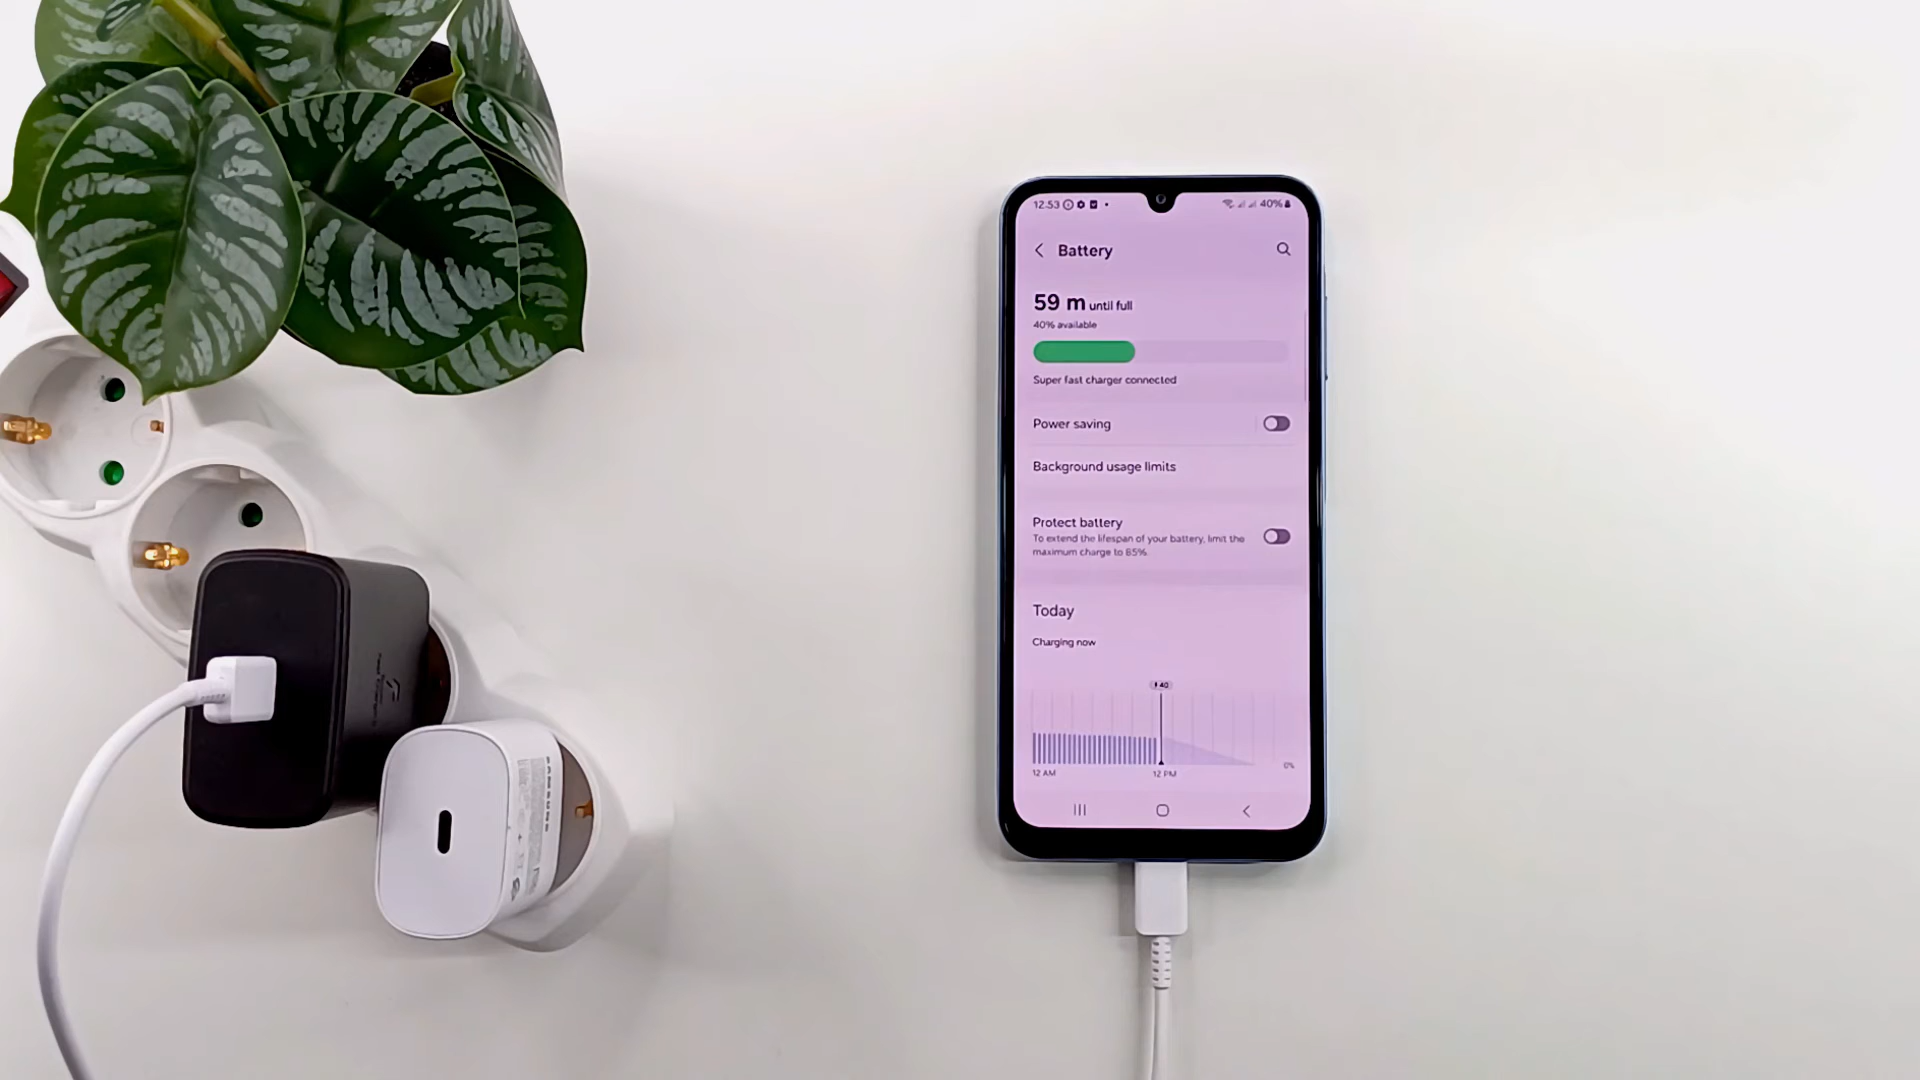 12:53
40%
Battery
59 m until full
40% available
Super fast charger connected
Power saving
Background usage limits
Protect battery
To extend the lifespan of your battery, limit the
maximum charge to 85%.
Today
Charging now
40
0%
12 AM
12 PM
SAMSUNG